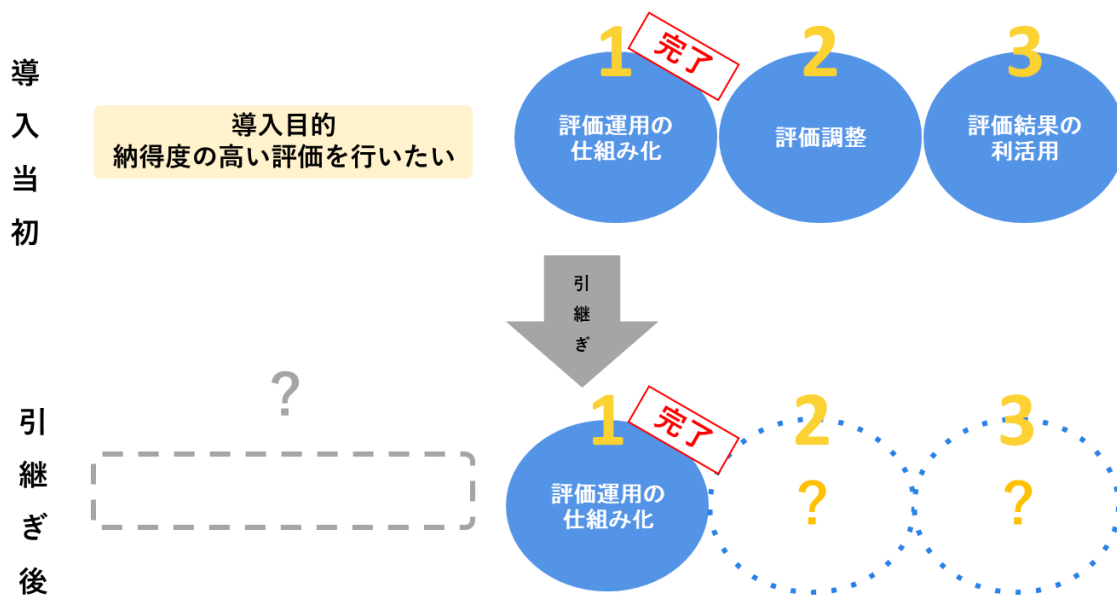 導入当初
導入目的
納得度の高い評価を行いたい
1
完了
評価運用の
仕組み化
2
評価調整
3
評価結果の
利活用
引継ぎ
引継ぎ後
?
1
完了
評価運用の
仕組み化
2
?
3
?